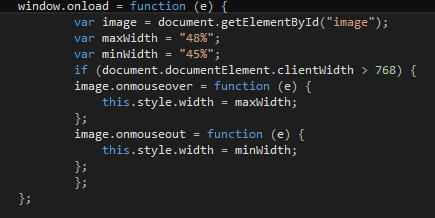 window.onload = function (e) {
var image = document.getElementById("image");
var maxWidth = "48%";
var minWidth = "45%";
if (document.documentElement.clientWidth > 768) {
image.onmouseover = function (e) {
this.style.width = maxWidth;
};
image.onmouseout = function (e) {
this.style.width = minWidth;
};
};
};